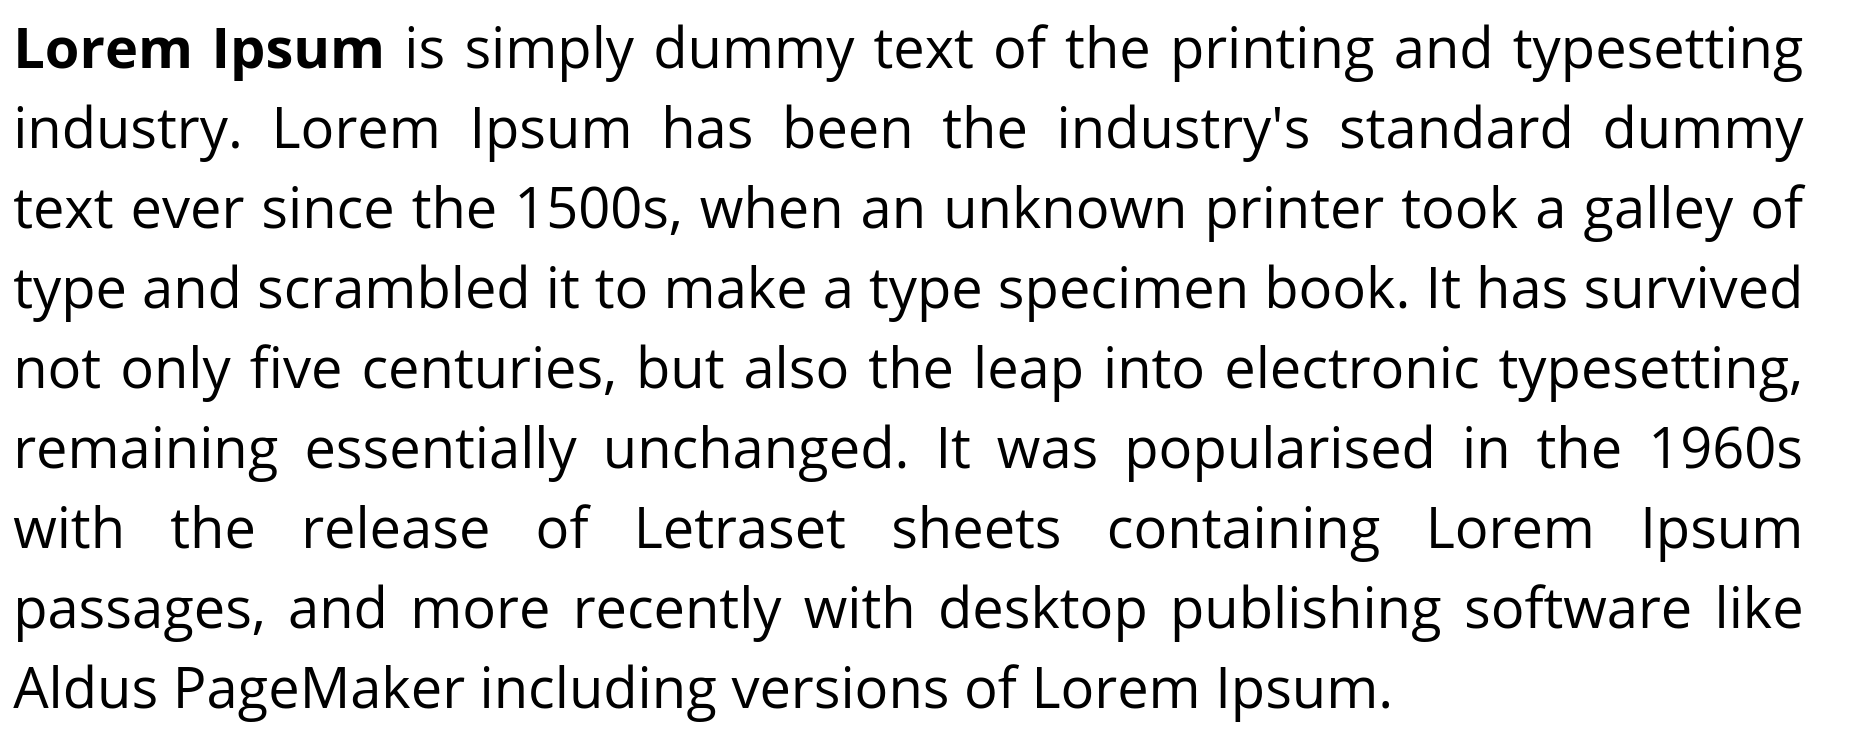 Lorem Ipsum is simply dummy text of the printing and typesetting
industry. Lorem Ipsum has been the industry's standard dummy
text ever since the 1500s, when an unknown printer took a galley of
type and scrambled it to make a type specimen book. It has survived
not only five centuries, but also the leap into electronic typesetting,
remaining essentially unchanged. It was popularised in the 1960s
with the release of Letraset sheets containing Lorem Ipsum
passages, and more recently with desktop publishing software like
Aldus PageMaker including versions of Lorem Ipsum.